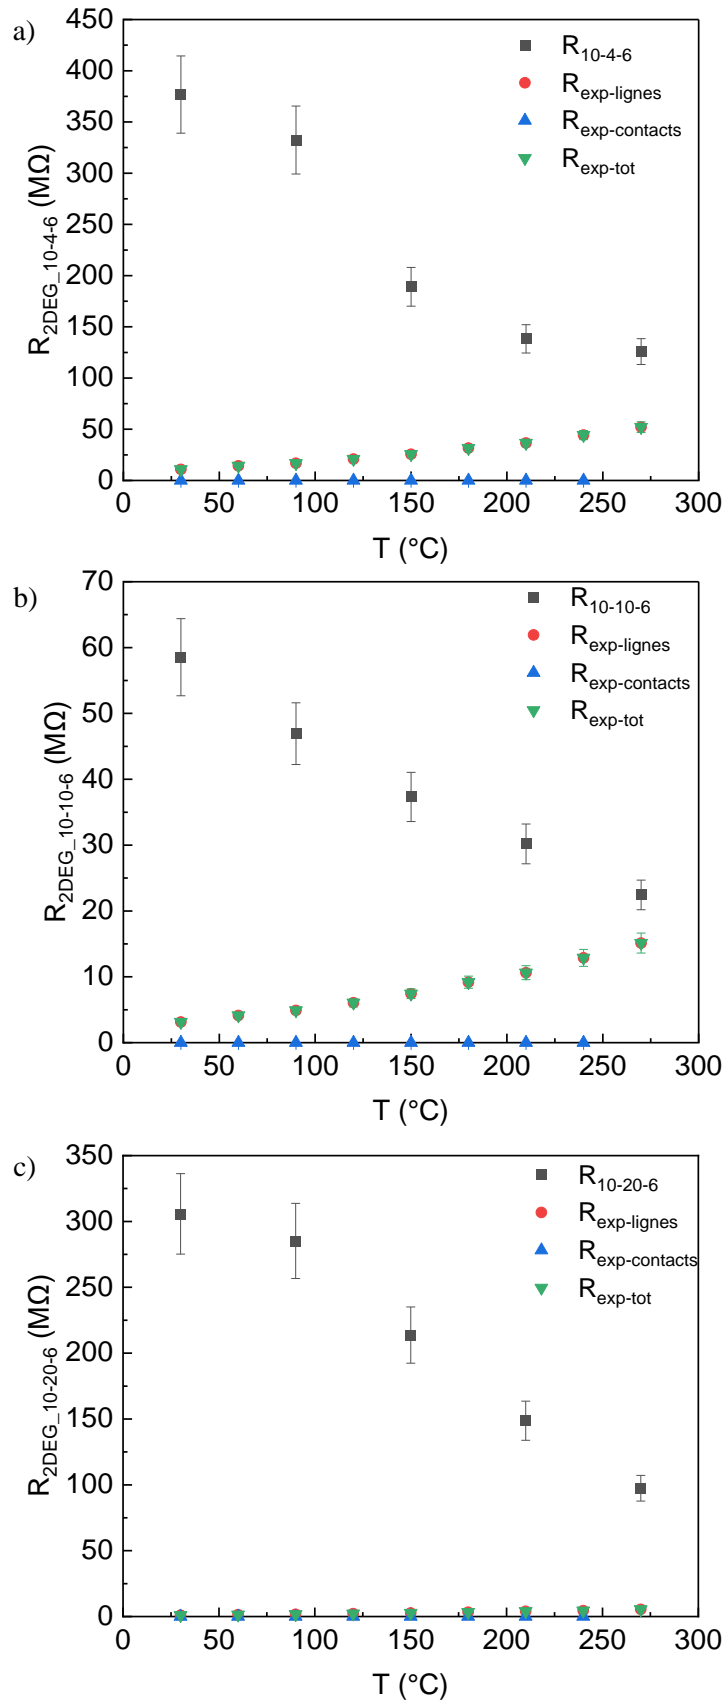 a)
450
400
350
300
250
200
150
100
50
0
R2DEG_10-4-6 (MΩ)
R10-4-6
Rexp-lignes
Rexp-contacts
Rexp-tot
0 50 100 150 200 250 300
T (°C)
b)
70
60
50
40
30
20
10
0
R2DEG_10-10-6 (MΩ)
R10-10-6
Rexp-lignes
Rexp-contacts
Rexp-tot
0 50 100 150 200 250 300
T (°C)
c)
350
300
250
200
150
100
50
0
R2DEG_10-20-6 (MΩ)
R10-20-6
Rexp-lignes
Rexp-contacts
Rexp-tot
0 50 100 150 200 250 300
T (°C)